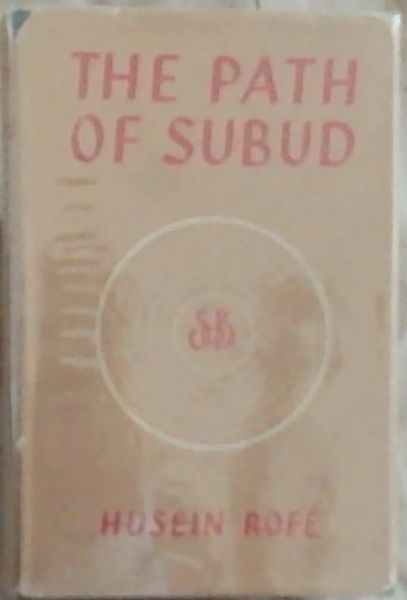 THE PATH
OF SUBUD
HUSEIN ROFÉ